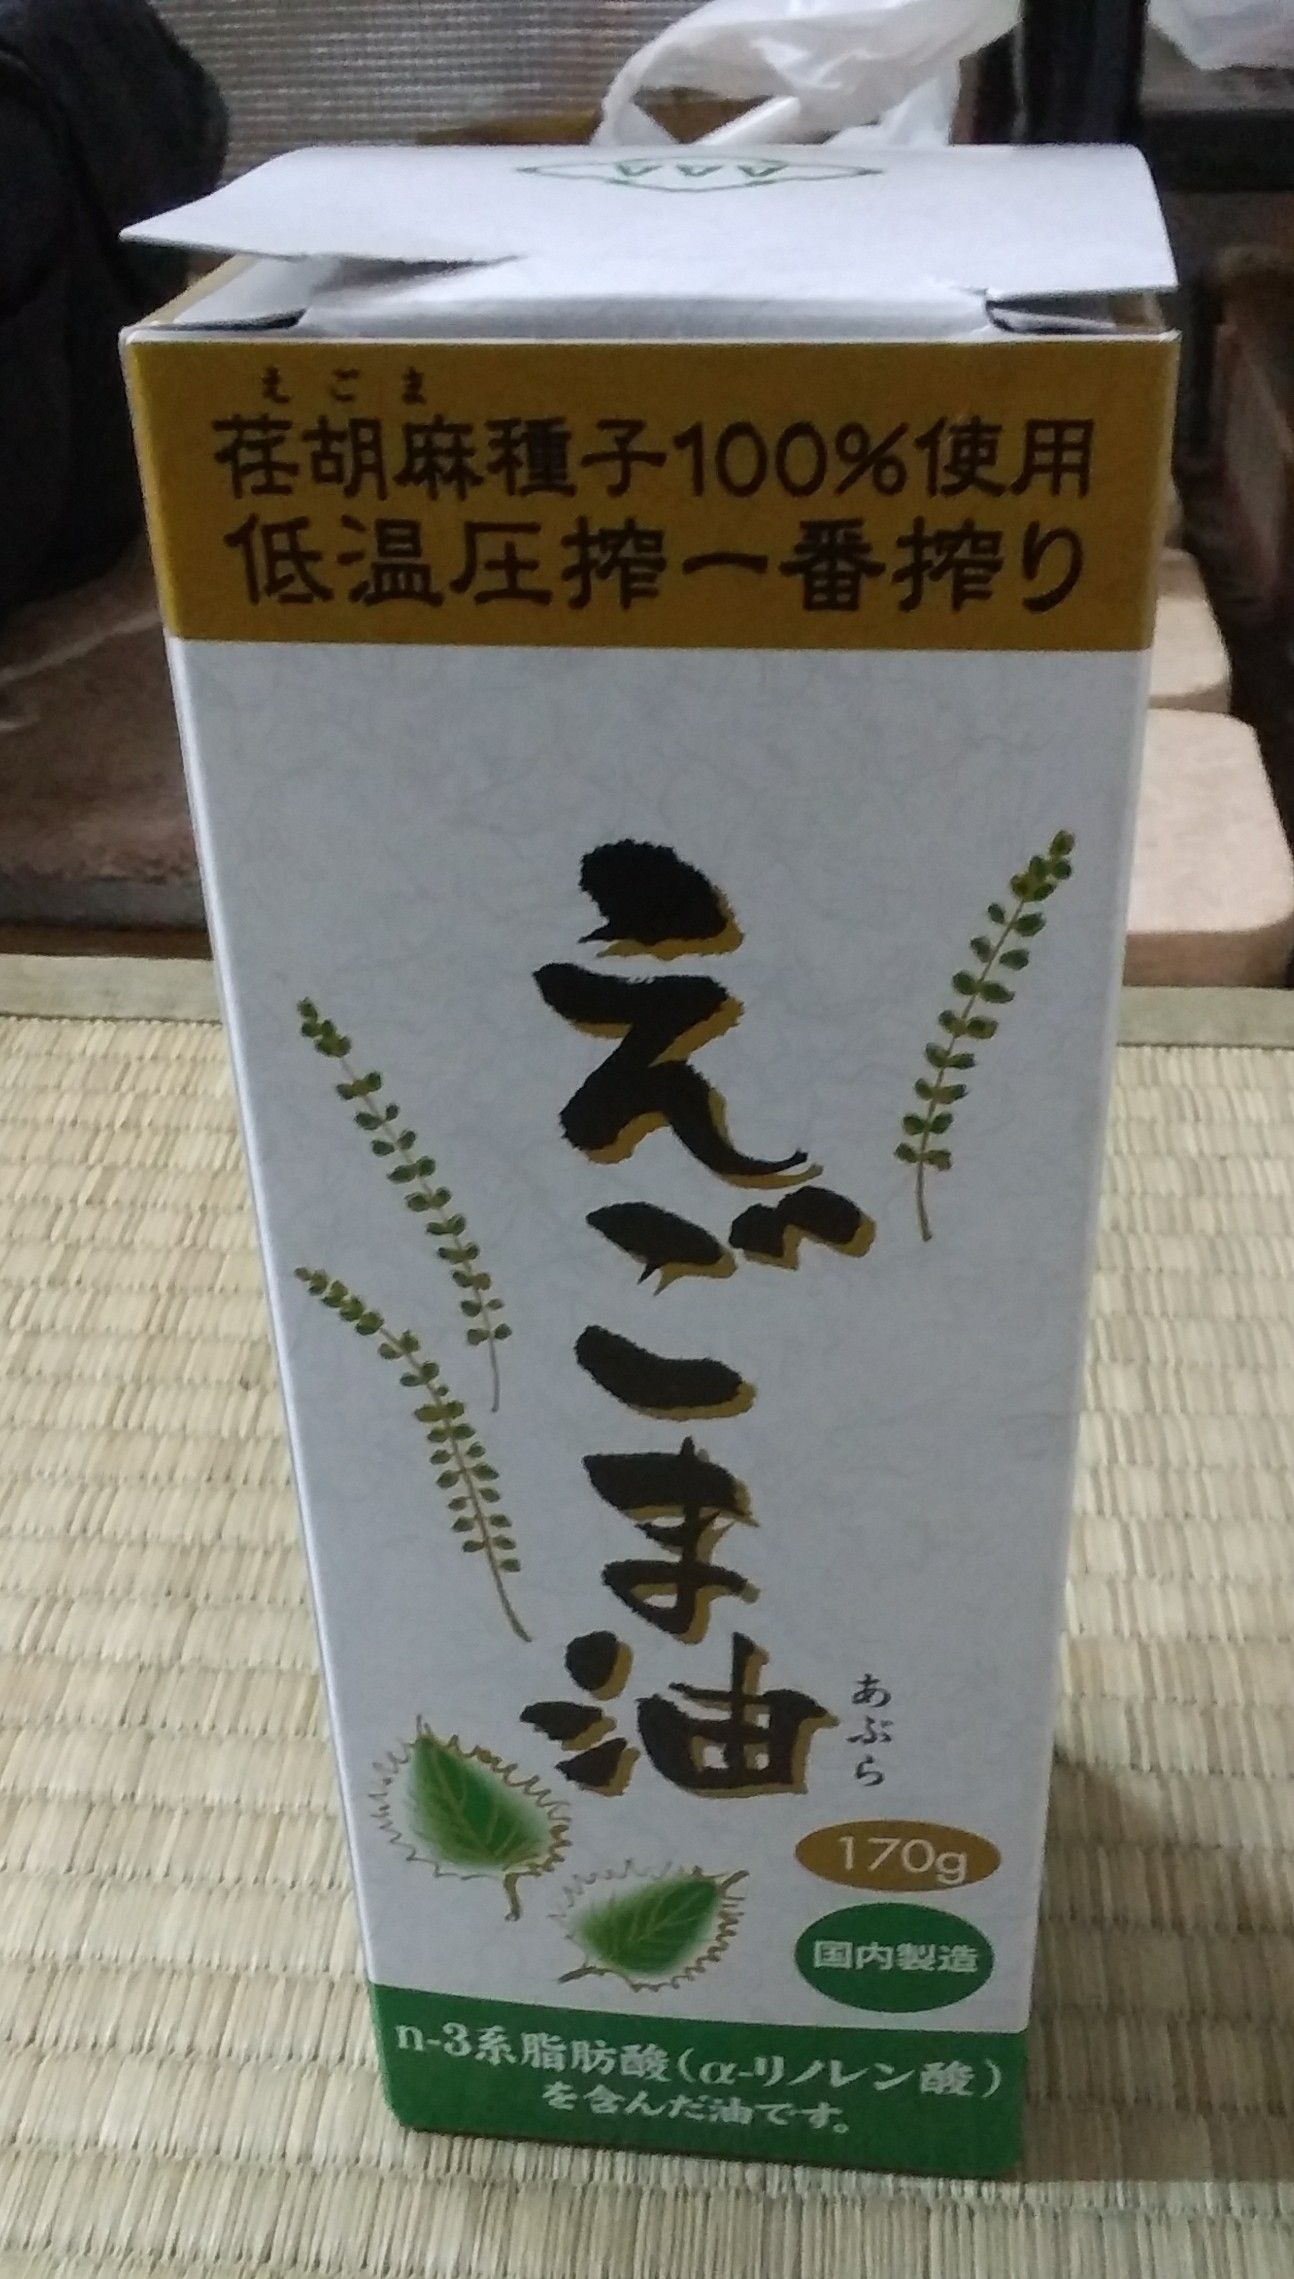 AAA
えごま
荏胡麻種子100%使用
低温圧搾一番搾り
えごま油
あぶら
170g
国内製造
n-3系脂肪酸(α-リノレン酸)
を含んだ油です。